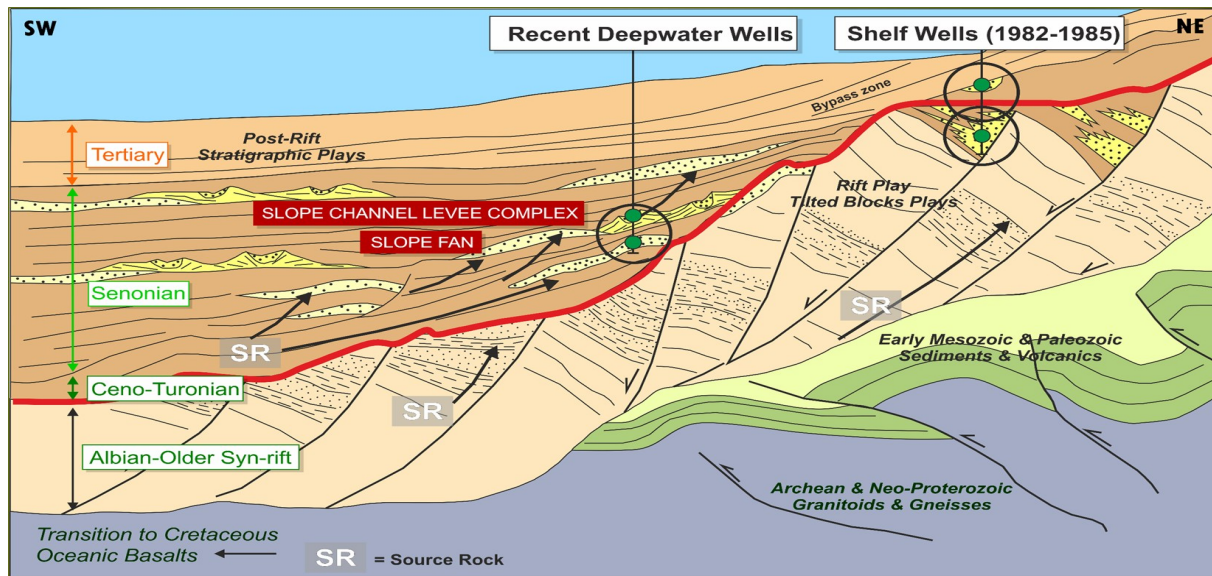 SW
Recent Deepwater Wells
Shelf Wells (1982-1985)
NE
Bypass zone
Post-Rift
Stratigraphic Plays
Tertiary
Rift Play
Tilted Blocks Plays
SLOPE CHANNEL LEVEE COMPLEX
SLOPE FAN
Senonian
SR
SR
Early Mesozoic & Paleozoic
Sediments & Volcanics
Ceno-Turonian
SR
Albian-Older Syn-rift
Archean & Neo-Proterozoic
Granitoids & Gneisses
Transition to Cretaceous
Oceanic Basalts
SR = Source Rock